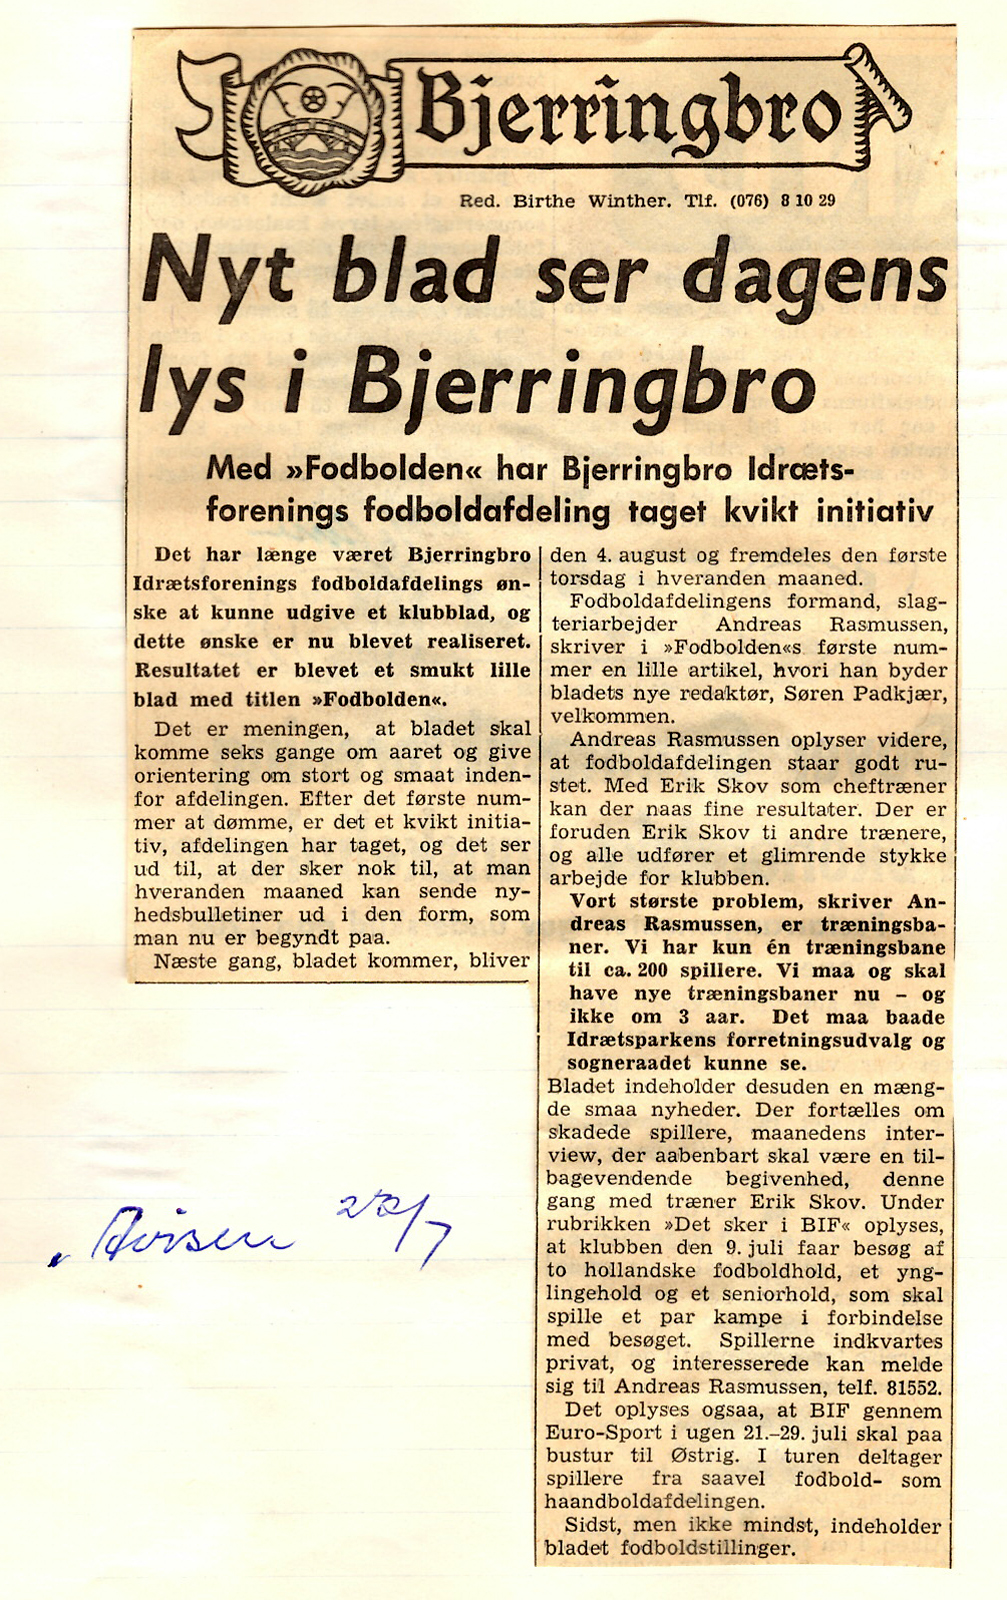 Bjerringbro
Red. Birthe Winther. Tlf. (076) 8 10 29
Nyt blad ser dagens
lys i Bjerringbro
Med »Fodbolden« har Bjerringbro Idræts-
forenings fodboldafdeling taget kvikt initiativ
Det har længe været Bjerringbro
Idrætsforenings fodboldafdelings øn-
ske at kunne udgive et klubblad, og
dette ønske er nu blevet realiseret.
Resultatet er blevet et smukt lille
blad med titlen »Fodbolden«.
Det er meningen, at bladet skal
komme seks gange om aaret og give
orientering om stort og smaat inden-
for afdelingen. Efter det første num-
mer at dømme, er det et kvikt initia-
tiv, afdelingen har taget, og det ser
ud til, at der sker nok til, at man
hveranden maaned kan sende ny-
hedsbulletiner ud i den form, som
man nu er begyndt paa.
Næste gang, bladet kommer, bliver
den 4. august og fremdeles den første
torsdag i hveranden maaned.
Fodboldafdelingens formand, slag-
teriarbejder Andreas Rasmussen,
skriver i »Fodbolden«s første num-
mer en lille artikel, hvori han byder
bladets nye redaktør, Søren Padkjær,
velkommen.
Andreas Rasmussen oplyser videre,
at fodboldafdelingen staar godt ru-
stet. Med Erik Skov som cheftræner
kan der naas fine resultater. Der er
foruden Erik Skov ti andre trænere,
og alle udfører et glimrende stykke
arbejde for klubben.
Vort største problem, skriver An-
dreas Rasmussen, er træningsba-
ner. Vi har kun én træningsbane
til ca. 200 spillere. Vi maa og skal
have nye træningsbaner nu – og
ikke om 3 aar. Det maa baade
Idrætsparkens forretningsudvalg og
sogneraadet kunne se.
Bladet indeholder desuden en mæng-
de smaa nyheder. Der fortælles om
skadede spillere, maanedens inter-
view, der aabenbart skal være en til-
bagevendende begivenhed, denne
gang med træner Erik Skov. Under
rubrikken »Det sker i BIF« oplyses,
at klubben den 9. juli faar besøg af
to hollandske fodboldhold, et yng-
lingehold og et seniorhold, som skal
spille et par kampe i forbindelse
med besøget. Spillerne indkvartes
privat, og interesserede kan melde
sig til Andreas Rasmussen, telf. 81552.
Det oplyses ogsaa, at BIF gennem
Euro-Sport i ugen 21.–29. juli skal paa
bustur til Østrig. I turen deltager
spillere fra saavel fodbold- som
haandboldafdelingen.
Sidst, men ikke mindst, indeholder
bladet fodboldstillinger.
Avisen